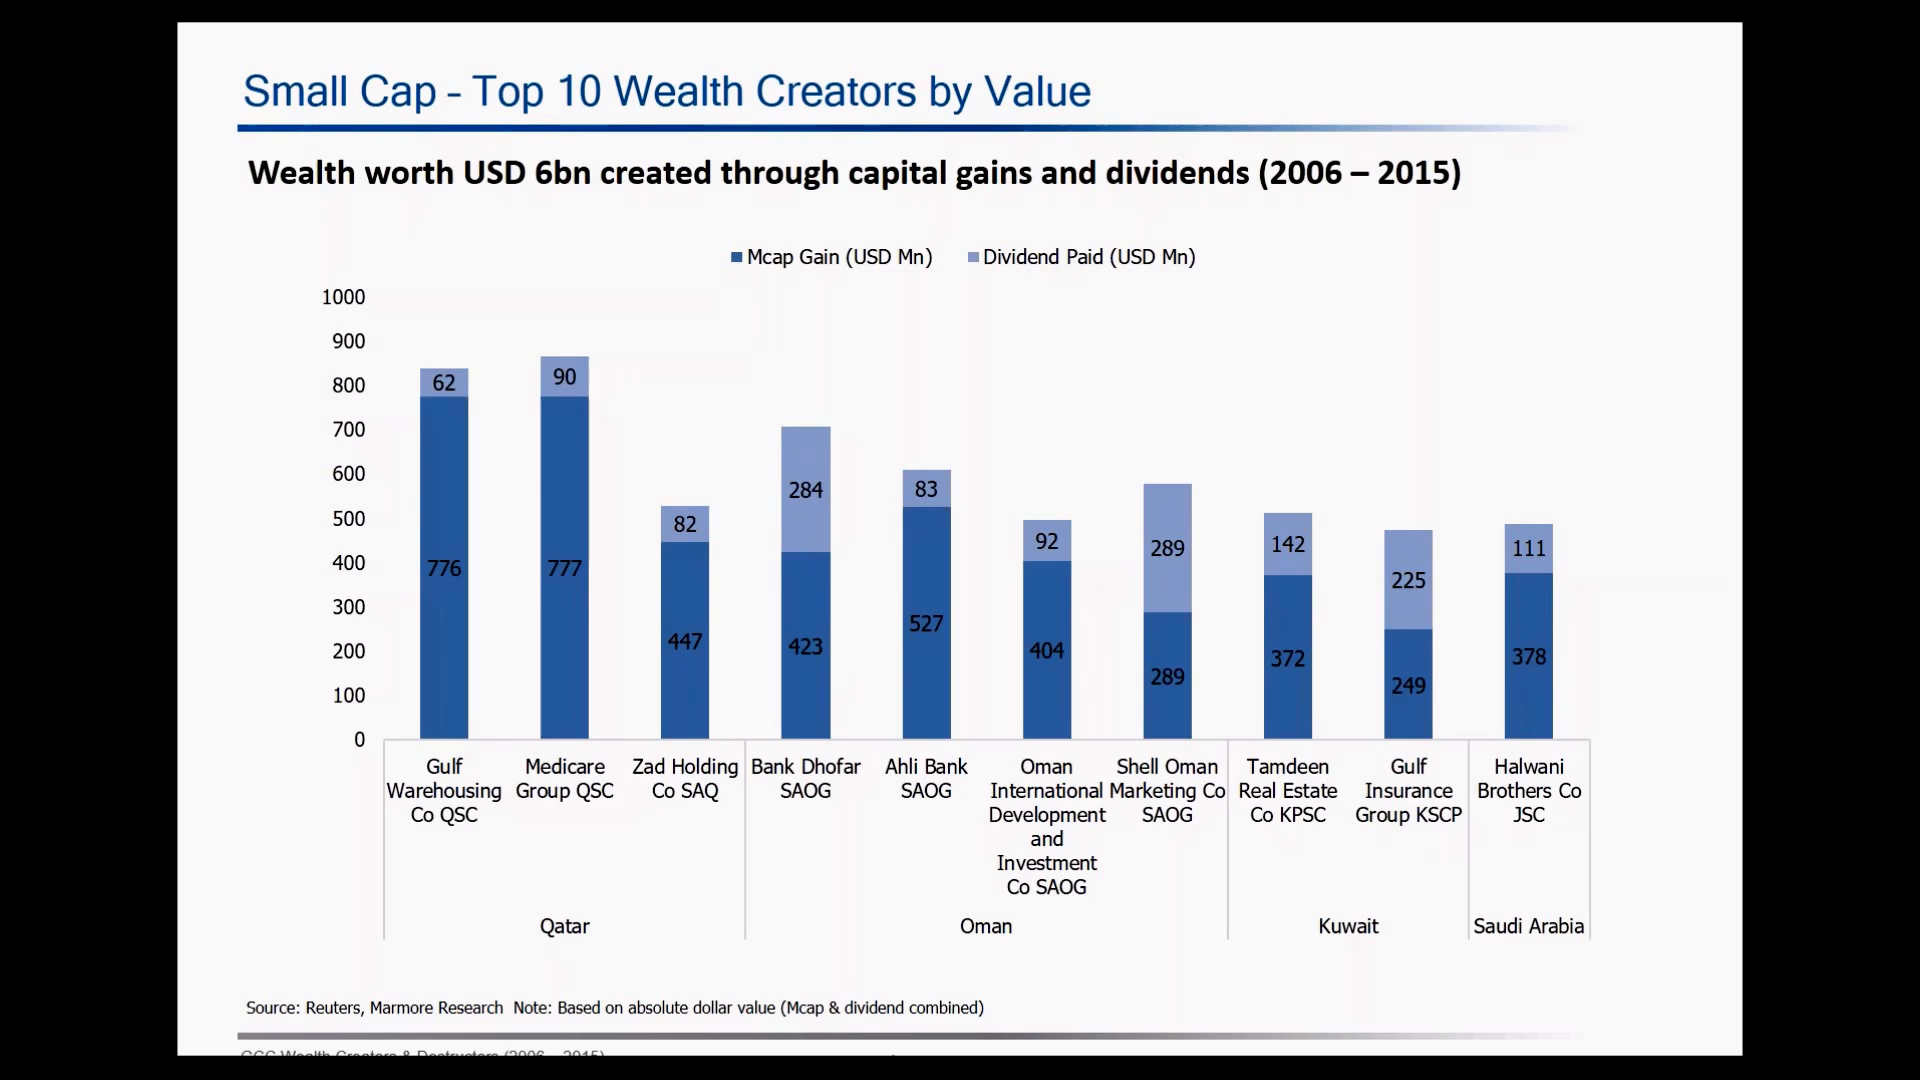 Small Cap - Top 10 Wealth Creators by Value
Wealth worth USD 6bn created through capital gains and dividends (2006 – 2015)
Mcap Gain (USD Mn) Dividend Paid (USD Mn)
1000
900
800
700
600
500
400
300
200
100
0
62
776
90
777
82
447
284
423
83
527
92
404
289
289
142
372
225
249
111
378
Gulf
Warehousing
Co QSC
Medicare
Group QSC
Zad Holding
Co SAQ
Bank Dhofar
SAOG
Ahli Bank
SAOG
Oman
International
Development
and
Investment
Co SAOG
Shell Oman
Marketing Co
SAOG
Tamdeen
Real Estate
Co KPSC
Gulf
Insurance
Group KSCP
Halwani
Brothers Co
JSC
Qatar
Oman
Kuwait
Saudi Arabia
Source: Reuters, Marmore Research Note: Based on absolute dollar value (Mcap & dividend combined)
GCC Wealth Creators & Destructors (2006 – 2015)